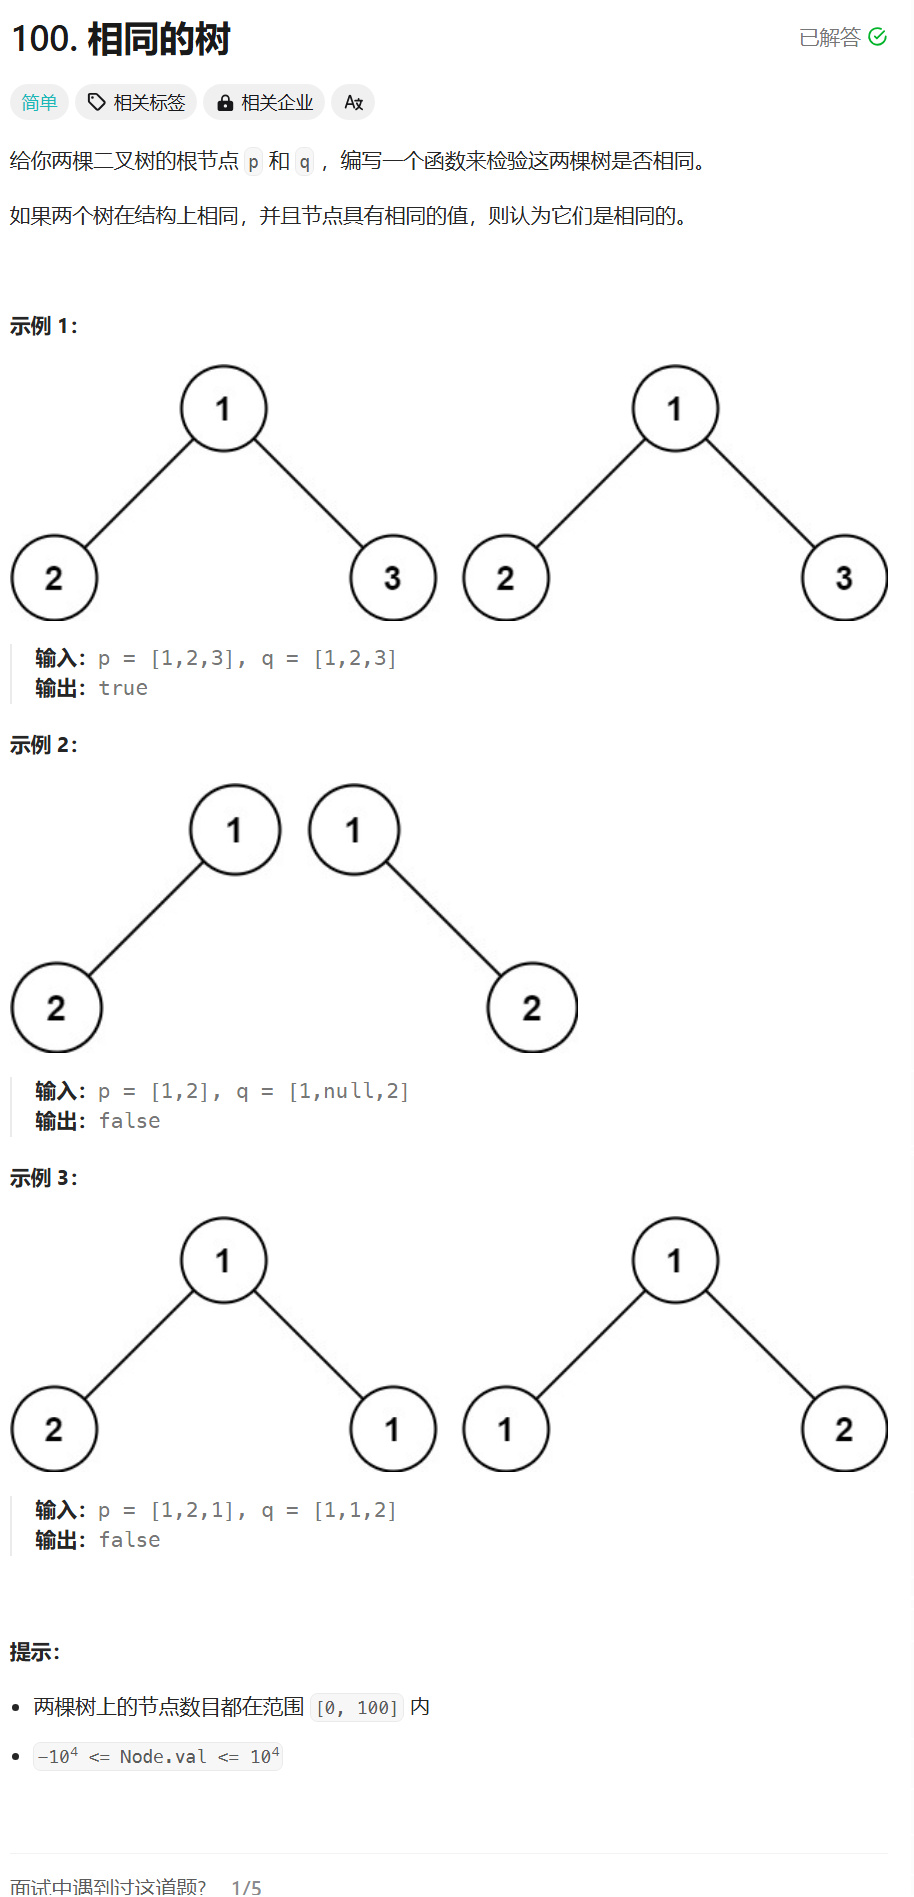 100. 相同的树
已解答
简单 相关标签 相关企业 Aあ
给你两棵二叉树的根节点 p 和 q ，编写一个函数来检验这两棵树是否相同。
如果两个树在结构上相同，并且节点具有相同的值，则认为它们是相同的。
示例 1：
1 1
2 3 2 3
输入：p = [1,2,3], q = [1,2,3]
输出：true
示例 2：
1 1
2 2
输入：p = [1,2], q = [1,null,2]
输出：false
示例 3：
1 1
2 1 1 2
输入：p = [1,2,1], q = [1,1,2]
输出：false
提示：
• 两棵树上的节点数目都在范围 [0, 100] 内
• -10⁴ <= Node.val <= 10⁴
面试中遇到过这道题? 1/5